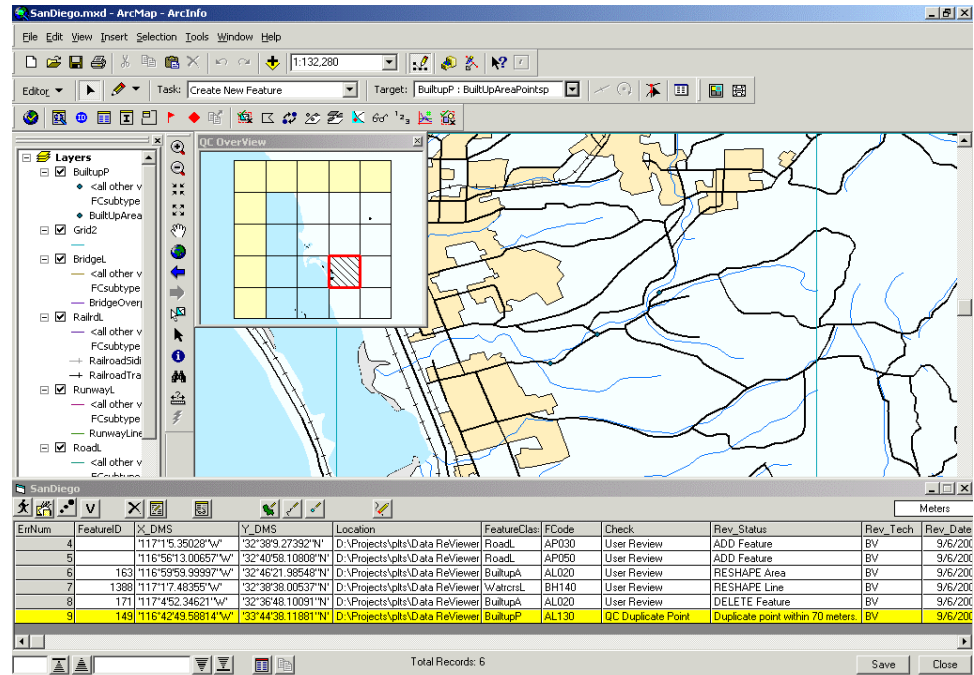 SanDiego.mxd - ArcMap - ArcInfo
File Edit View Insert Selection Tools Window Help
1:132,280
Editor Task: Create New Feature Target: BuiltupP : BuiltUpAreaPointsp
QC OverView
Layers
BuiltupP
<all other v
FCsubtype
BuiltUpArea
Grid2
BridgeL
<all other v
FCsubtype
BridgeOverp
RailrdL
<all other v
FCsubtype
RailroadSidi
RailroadTra
RunwayL
<all other v
FCsubtype
RunwayLine
RoadL
<all other v
SanDiego
V
Meters
ErrNum FeatureID X_DMS Y_DMS Location FeatureClas FCode Check Rev_Status Rev_Tech Rev_Date
4 '117°1'5.35028"W' '32°38'9.27392"N' D:\Projects\plts\Data ReViewer RoadL AP030 User Review ADD Feature BV 9/6/200
5 '116°56'13.00657"W' '32°40'58.10808"N' D:\Projects\plts\Data ReViewer RoadL AP050 User Review ADD Feature BV 9/6/200
6 163 '116°59'59.99997"W' '32°46'21.98548"N' D:\Projects\plts\Data ReViewer BuiltupA AL020 User Review RESHAPE Area BV 9/6/200
7 1388 '117°1'7.48355"W' '32°38'38.00537"N' D:\Projects\plts\Data ReViewer WatrcrsL BH140 User Review RESHAPE Line BV 9/6/200
8 171 '117°4'52.34621"W' '32°36'48.10091"N' D:\Projects\plts\Data ReViewer BuiltupA AL020 User Review DELETE Feature BV 9/6/200
9 149 '116°42'49.58814"W' '33°44'38.11881"N' D:\Projects\plts\Data ReViewer BuiltupP AL130 QC Duplicate Point Duplicate point within 70 meters. BV 9/6/200
Total Records: 6
Save Close